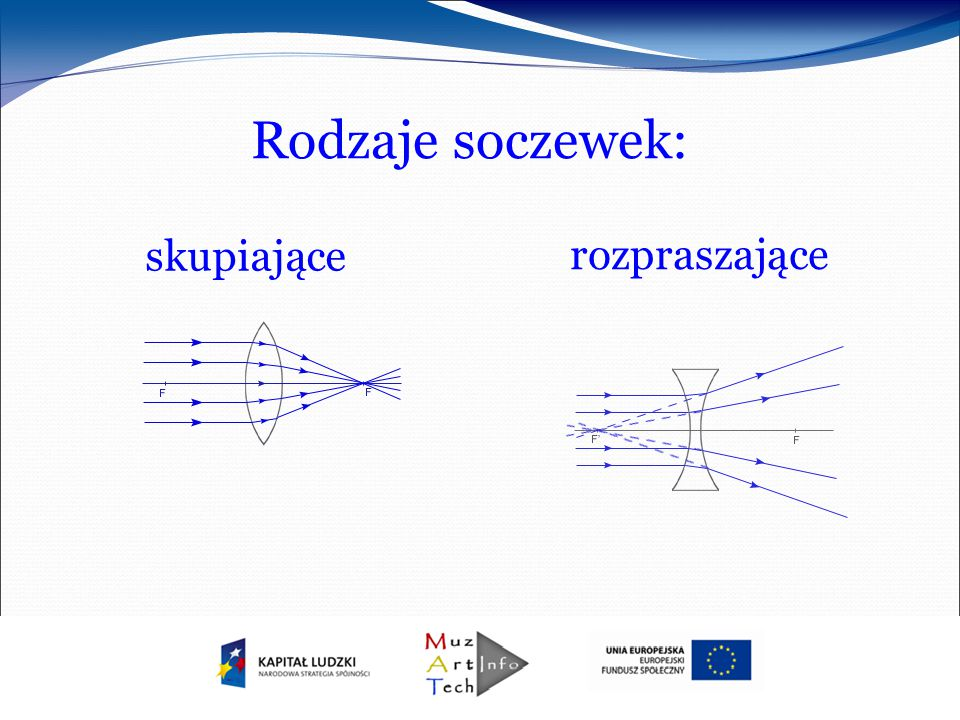 Rodzaje soczewek:
skupiające
rozpraszające
F
F
F'
F
KAPITAŁ LUDZKI
NARODOWA STRATEGIA SPÓJNOŚCI
Muz
Art Info
Tech
UNIA EUROPEJSKA
EUROPEJSKI
FUNDUSZ SPOŁECZNY